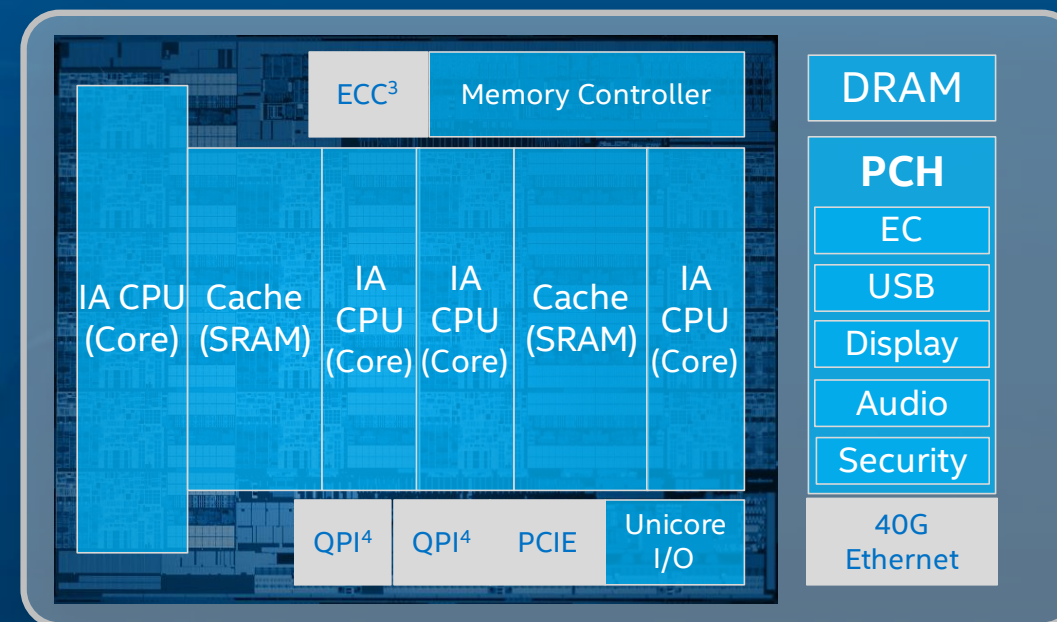 ECC³
Memory Controller
DRAM
PCH
EC
USB
Display
Audio
Security
40G
Ethernet
IA CPU
(Core)
Cache
(SRAM)
IA
CPU
(Core)
IA
CPU
(Core)
Cache
(SRAM)
IA
CPU
(Core)
QPI⁴
QPI⁴
PCIE
Unicore
I/O